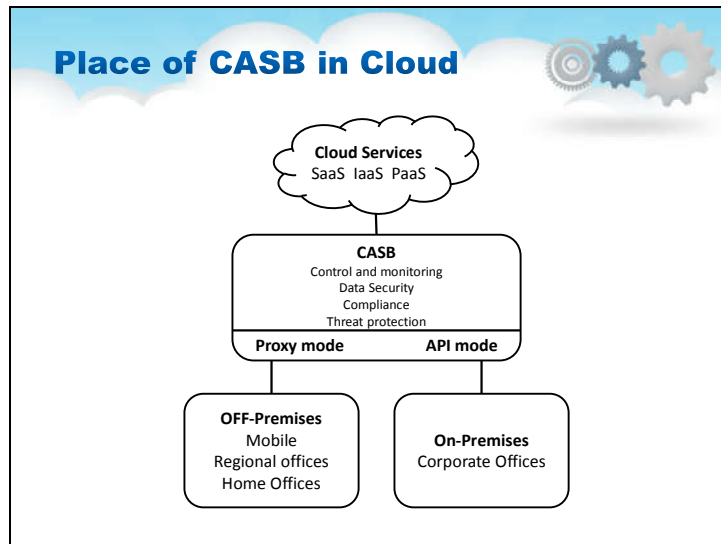 Place of CASB in Cloud
Cloud Services
SaaS IaaS PaaS
CASB
Control and monitoring
Data Security
Compliance
Threat protection
Proxy mode API mode
OFF-Premises
Mobile
Regional offices
Home Offices
On-Premises
Corporate Offices